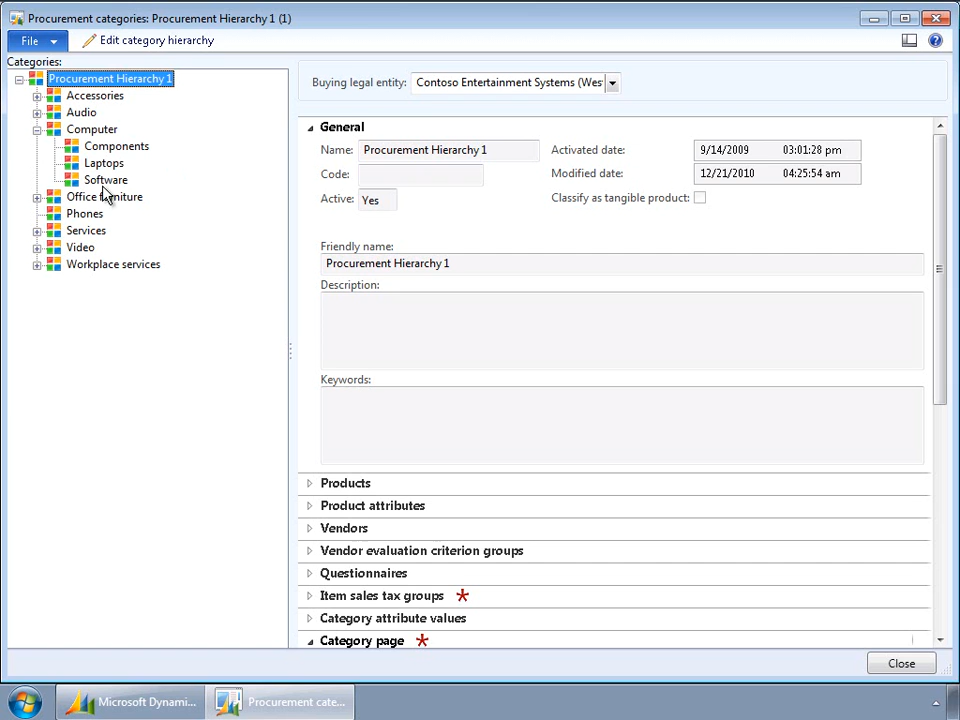 Procurement categories: Procurement Hierarchy 1 (1)
File
Edit category hierarchy
Categories:
Procurement Hierarchy 1
Accessories
Audio
Computer
Components
Laptops
Software
Office furniture
Phones
Services
Video
Workplace services
Buying legal entity: Contoso Entertainment Systems (Wes
General
Name: Procurement Hierarchy 1
Code:
Active: Yes
Activated date: 9/14/2009 03:01:28 pm
Modified date: 12/21/2010 04:25:54 am
Classify as tangible product:
Friendly name:
Procurement Hierarchy 1
Description:
Keywords:
Products
Product attributes
Vendors
Vendor evaluation criterion groups
Questionnaires
Item sales tax groups *
Category attribute values
Category page *
Close
Microsoft Dynami...
Procurement cate...